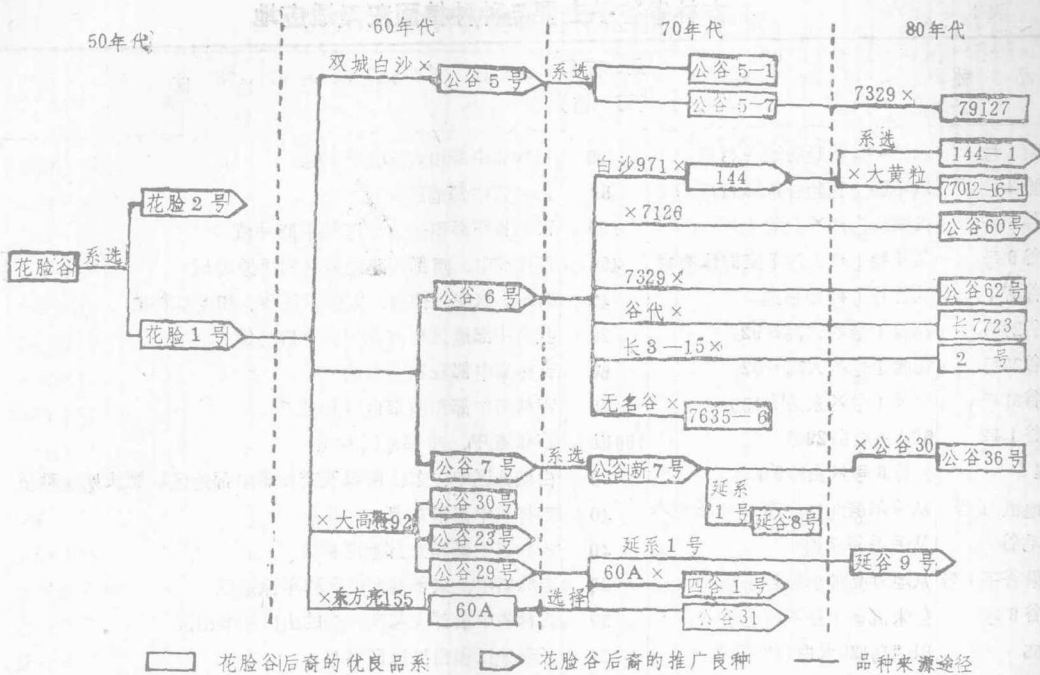 50年代
60年代
70年代
80年代
双城白沙×
公谷5号
系选
公谷5-1
公谷5-7
7329×
79127
系选
144-1
白沙971×
144
×大黄粒
77012-16-1
花脸2号
×7126
公谷60号
花脸谷
系选
公谷6号
7329×
公谷62号
花脸1号
谷代×
长7723
长3-15×
2号
无名谷×
7635-6
×公谷30
公谷7号
系选
公谷新7号
公谷36号
公谷30号
延系
1号
延谷8号
×大高 92
公谷23号
延系1号
公谷29号
60A×
四谷1号
延谷9号
×东方亮155
60A
选择
公谷31
花脸谷后裔的优良品系
花脸谷后裔的推广良种
品种来源途径